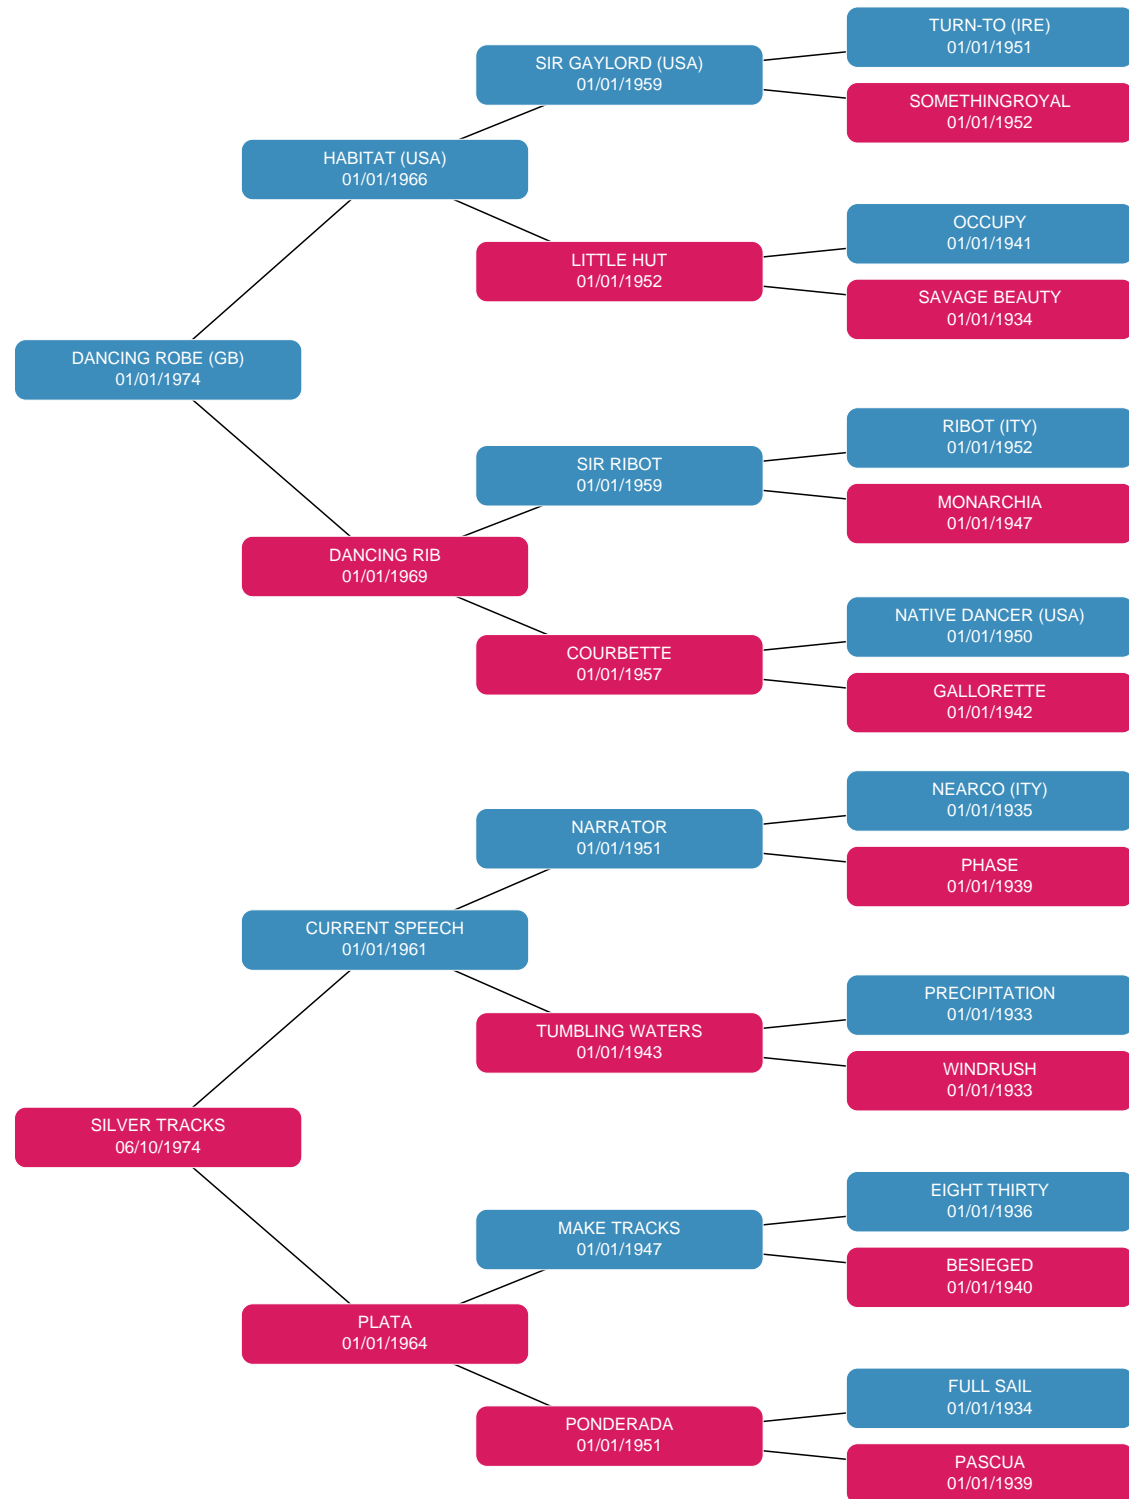 TURN-TO (IRE)
01/01/1951
SIR GAYLORD (USA)
01/01/1959
SOMETHINGROYAL
01/01/1952
HABITAT (USA)
01/01/1966
OCCUPY
01/01/1941
LITTLE HUT
01/01/1952
SAVAGE BEAUTY
01/01/1934
DANCING ROBE (GB)
01/01/1974
RIBOT (ITY)
01/01/1952
SIR RIBOT
01/01/1959
MONARCHIA
01/01/1947
DANCING RIB
01/01/1969
NATIVE DANCER (USA)
01/01/1950
COURBETTE
01/01/1957
GALLORETTE
01/01/1942
NEARCO (ITY)
01/01/1935
NARRATOR
01/01/1951
PHASE
01/01/1939
CURRENT SPEECH
01/01/1961
PRECIPITATION
01/01/1933
TUMBLING WATERS
01/01/1943
WINDRUSH
01/01/1933
SILVER TRACKS
06/10/1974
EIGHT THIRTY
01/01/1936
MAKE TRACKS
01/01/1947
BESIEGED
01/01/1940
PLATA
01/01/1964
FULL SAIL
01/01/1934
PONDERADA
01/01/1951
PASCUA
01/01/1939